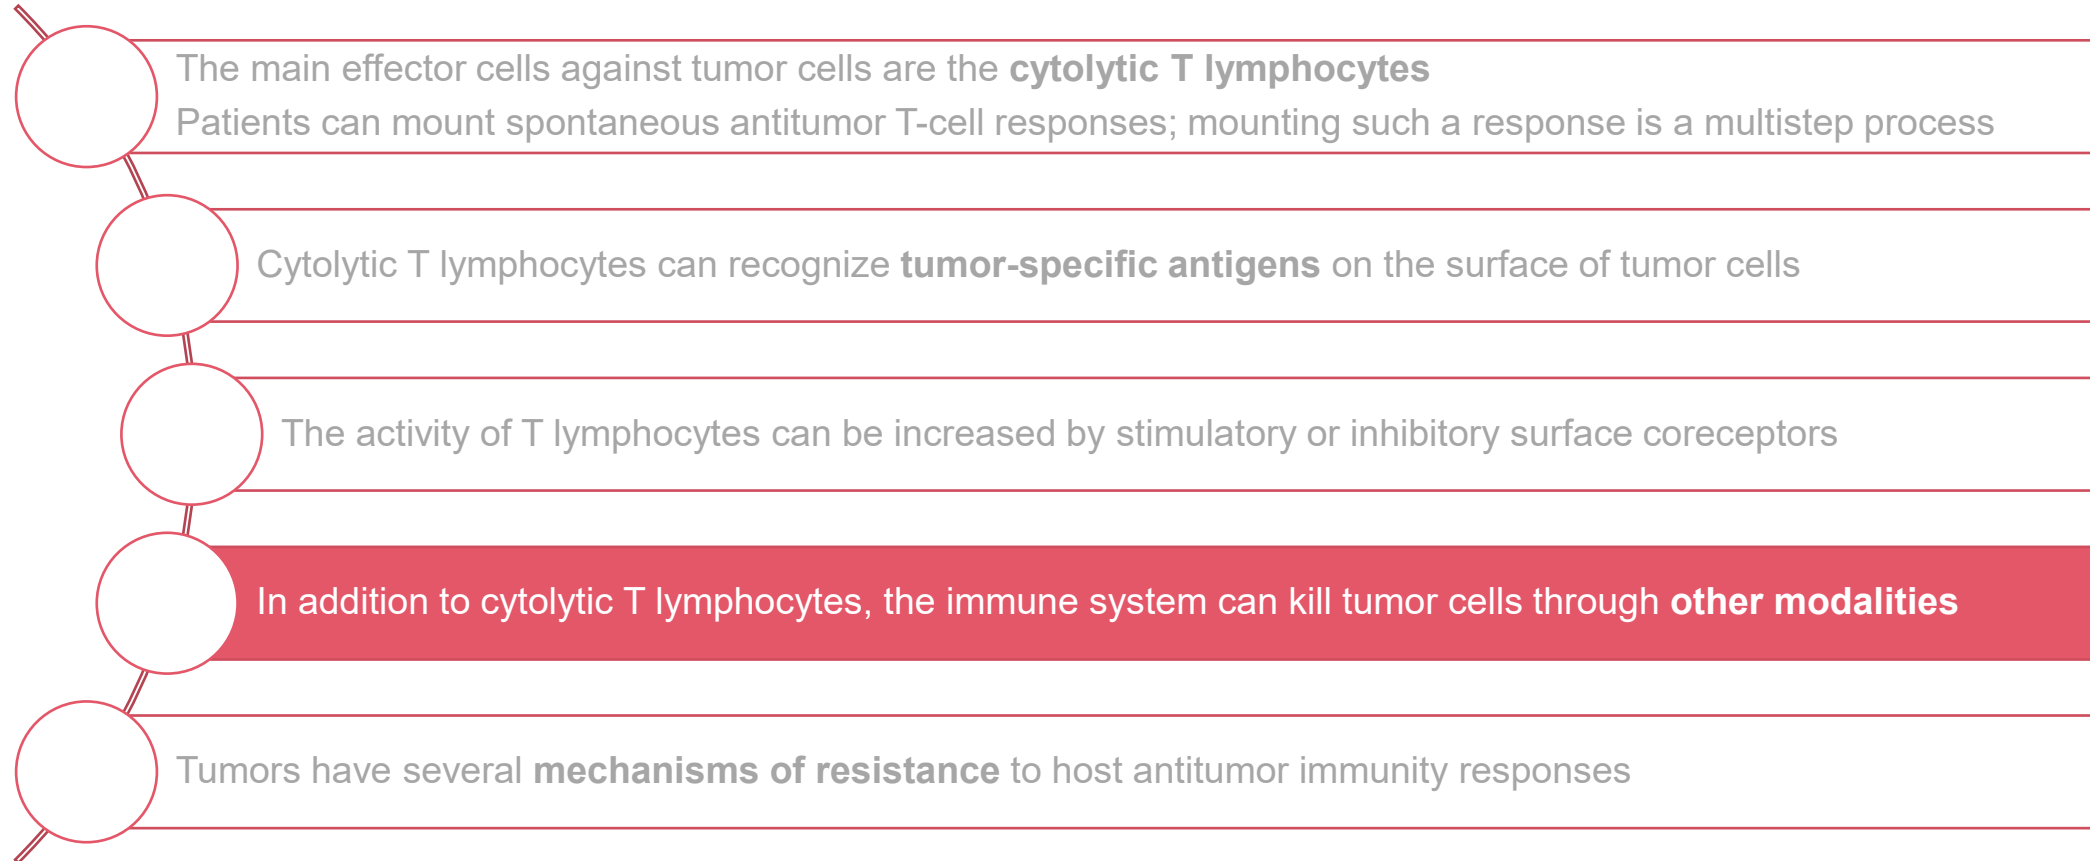 The main effector cells against tumor cells are the cytolytic T lymphocytes
Patients can mount spontaneous antitumor T-cell responses; mounting such a response is a multistep process
Cytolytic T lymphocytes can recognize tumor-specific antigens on the surface of tumor cells
The activity of T lymphocytes can be increased by stimulatory or inhibitory surface coreceptors
In addition to cytolytic T lymphocytes, the immune system can kill tumor cells through other modalities
Tumors have several mechanisms of resistance to host antitumor immunity responses